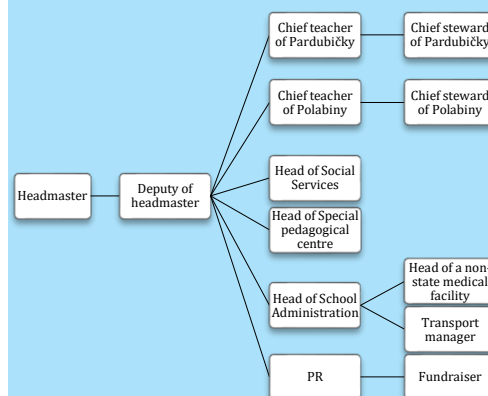 Chief teacher
of Pardubičky
Chief steward
of Pardubičky
Chief teacher
of Polabiny
Chief steward
of Polabiny
Headmaster
Deputy of
headmaster
Head of Social
Services
Head of Special
pedagogical
centre
Head of School
Administration
Head of a non-
state medical
facility
Transport
manager
PR
Fundraiser